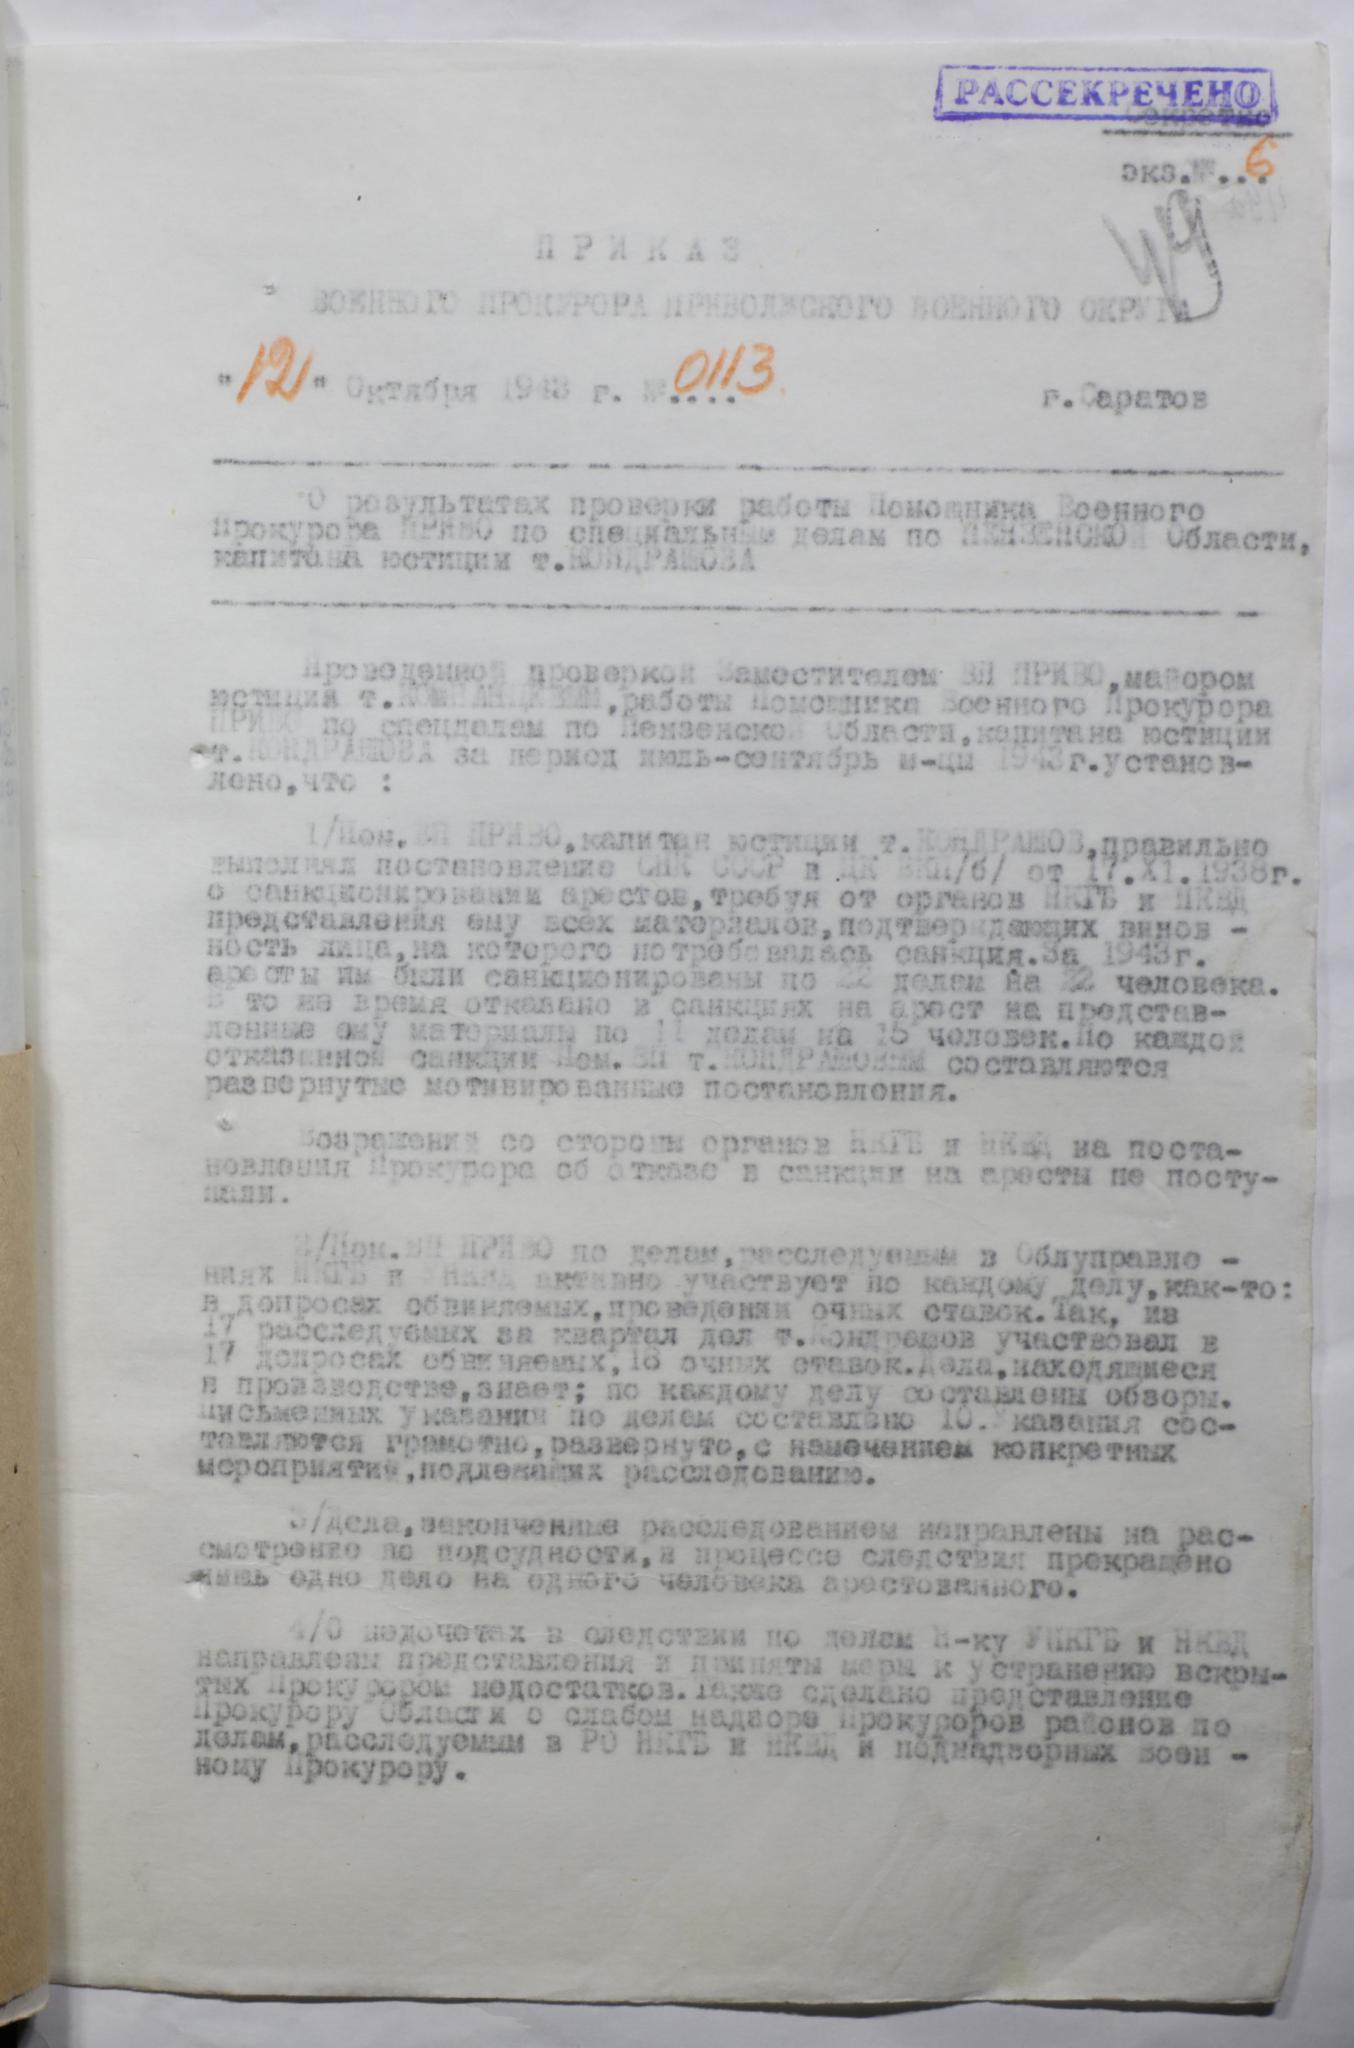 РАССЕКРЕЧЕНО
Секретно
экз.№... 6
49
ПРИКАЗ
ВОЕННОГО ПРОКУРОРА ПРИВОЛЖСКОГО ВОЕННОГО ОКРУГА
"12" Октября 1943 г. №.... 0113
г.Саратов
О результатах проверки работы Помощника Военного
Прокурора ПРИВО по специальным делам по ПЕНЗЕНСКОЙ Области,
капитана юстиции т.КОНДРАШОВА
Проведенной проверкой Заместителем ВП ПРИВО,майором
юстиции т. ,работы Помощника Военного Прокурора
ПРИВО по спецделам по Пензенской Области,капитана юстиции
т.КОНДРАШОВА за период июль-сентябрь м-цы 1943г.установ-
лено,что :
1/Пом.ВП ПРИВО,капитан юстиции т.КОНДРАШОВ,правильно
выполнял постановление СНК СССР и ЦК ВКП/б/ от 17.XI.1938г.
о санкционировании арестов,требуя от органов НКГБ и НКВД
представления ему всех материалов,подтверждающих винов -
ность лица,на которого потребовалась санкция.За 1943г.
аресты им были санкционированы по 22 делам на 22 человека.
В то же время отказано в санкциях на арест на представ-
ленные ему материалы по 11 делам на 15 человек.По каждой
отказанной санкции Пом.ВП т.КОНДРАШОВЫМ составляются
развернутые мотивированные постановления.
Возражений со стороны органов НКГБ и НКВД на поста-
новления Прокурора об отказе в санкции на аресты не посту-
пали.
2/Пом.ВП ПРИВО по делам,расследуемым в Облуправле -
ниях НКГБ и УНКВД активно участвует по каждому делу,как-то:
в допросах обвиняемых,проведении очных ставок.Так, из
17 расследуемых за квартал дел т.Кондрашов участвовал в
17 допросах обвиняемых,16 очных ставок.Дела,находящиеся
в производстве,знает; по каждому делу составлены обзоры.
Письменных указаний по делам составлено 10.Указания сос-
тавляются грамотно,развернуто,с намечением конкретных
мероприятий,подлежащих расследованию.
3/Дела,законченные расследованием направлены на рас-
смотрение по подсудности,в процессе следствия прекращено
лишь одно дело на одного человека арестованного.
4/О недочетах в следствии по делам Н-ку УНКГБ и НКВД
направлены представления и приняты меры к устранению вскры-
тых Прокурором недостатков.Также сделано представление
Прокурору Области о слабом надзоре Прокуроров районов по
делам,расследуемым в РО НКГБ и НКВД и поднадзорных Воен -
ному Прокурору.